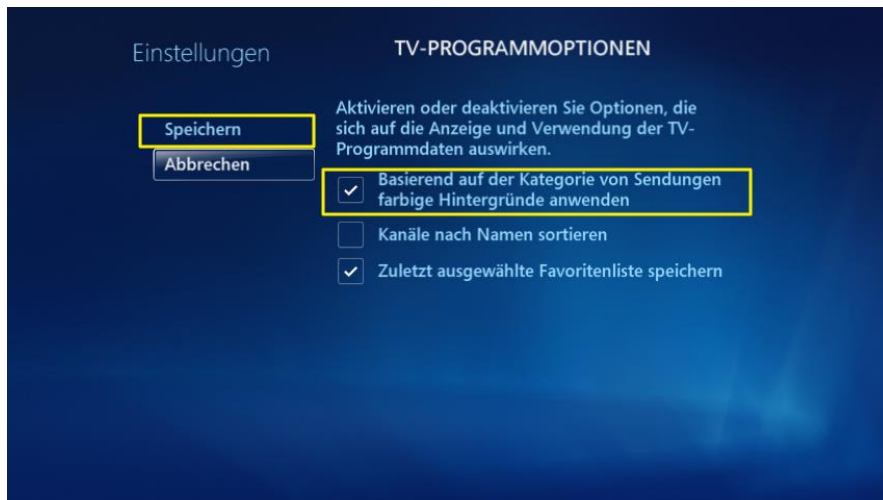 Einstellungen
TV-PROGRAMMOPTIONEN
Speichern
Abbrechen
Aktivieren oder deaktivieren Sie Optionen, die
sich auf die Anzeige und Verwendung der TV-
Programmdaten auswirken.
Basierend auf der Kategorie von Sendungen
farbige Hintergründe anwenden
Kanäle nach Namen sortieren
Zuletzt ausgewählte Favoritenliste speichern